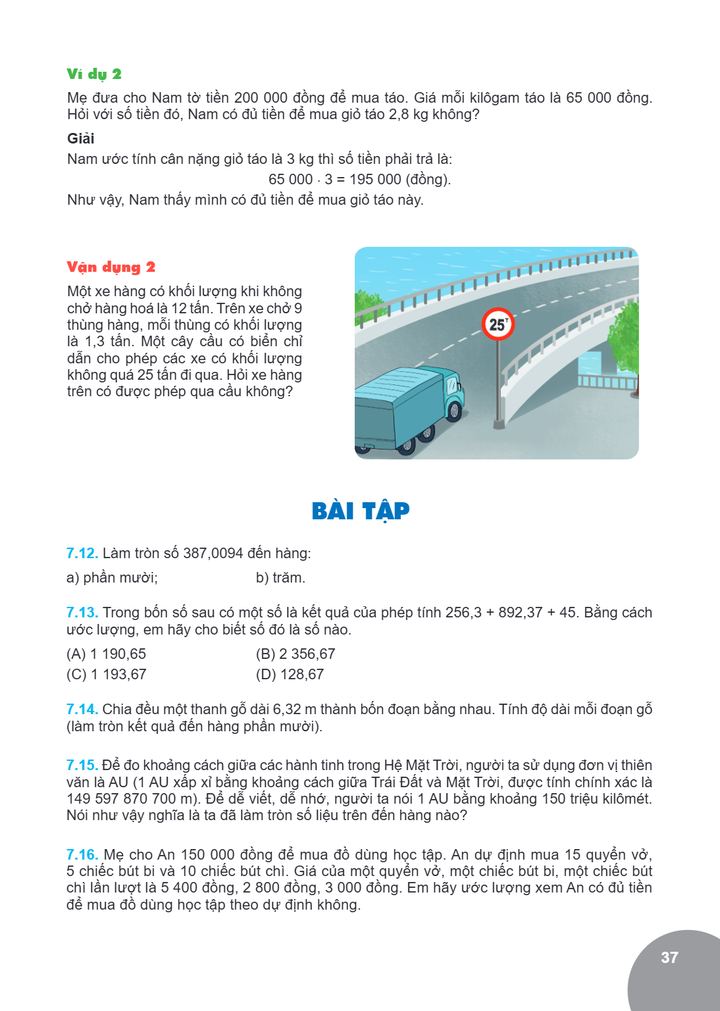 Ví dụ 2
Mẹ đưa cho Nam tờ tiền 200 000 đồng để mua táo. Giá mỗi kilôgam táo là 65 000 đồng.
Hỏi với số tiền đó, Nam có đủ tiền để mua giỏ táo 2,8 kg không?
Giải
Nam ước tính cân nặng giỏ táo là 3 kg thì số tiền phải trả là:
65 000 · 3 = 195 000 (đồng).
Như vậy, Nam thấy mình có đủ tiền để mua giỏ táo này.
Vận dụng 2
Một xe hàng có khối lượng khi không
chở hàng hoá là 12 tấn. Trên xe chở 9
thùng hàng, mỗi thùng có khối lượng
là 1,3 tấn. Một cây cầu có biển chỉ
dẫn cho phép các xe có khối lượng
không quá 25 tấn đi qua. Hỏi xe hàng
trên có được phép qua cầu không?
25T
BÀI TẬP
7.12. Làm tròn số 387,0094 đến hàng:
a) phần mười; b) trăm.
7.13. Trong bốn số sau có một số là kết quả của phép tính 256,3 + 892,37 + 45. Bằng cách
ước lượng, em hãy cho biết số đó là số nào.
(A) 1 190,65 (B) 2 356,67
(C) 1 193,67 (D) 128,67
7.14. Chia đều một thanh gỗ dài 6,32 m thành bốn đoạn bằng nhau. Tính độ dài mỗi đoạn gỗ
(làm tròn kết quả đến hàng phần mười).
7.15. Để đo khoảng cách giữa các hành tinh trong Hệ Mặt Trời, người ta sử dụng đơn vị thiên
văn là AU (1 AU xấp xỉ bằng khoảng cách giữa Trái Đất và Mặt Trời, được tính chính xác là
149 597 870 700 m). Để dễ viết, dễ nhớ, người ta nói 1 AU bằng khoảng 150 triệu kilômét.
Nói như vậy nghĩa là ta đã làm tròn số liệu trên đến hàng nào?
7.16. Mẹ cho An 150 000 đồng để mua đồ dùng học tập. An dự định mua 15 quyển vở,
5 chiếc bút bi và 10 chiếc bút chì. Giá của một quyển vở, một chiếc bút bi, một chiếc bút
chì lần lượt là 5 400 đồng, 2 800 đồng, 3 000 đồng. Em hãy ước lượng xem An có đủ tiền
để mua đồ dùng học tập theo dự định không.
37